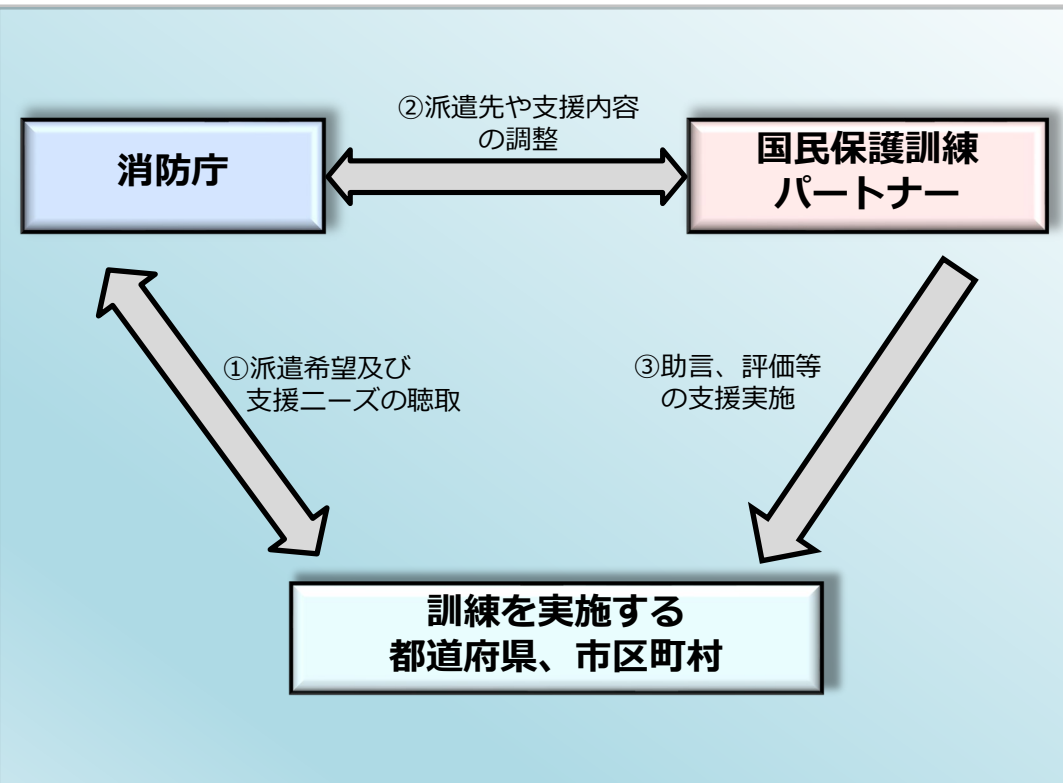 ②派遣先や支援内容
の調整
消防庁
国民保護訓練
パートナー
①派遣希望及び
支援ニーズの聴取
③助言、評価等
の支援実施
訓練を実施する
都道府県、市区町村